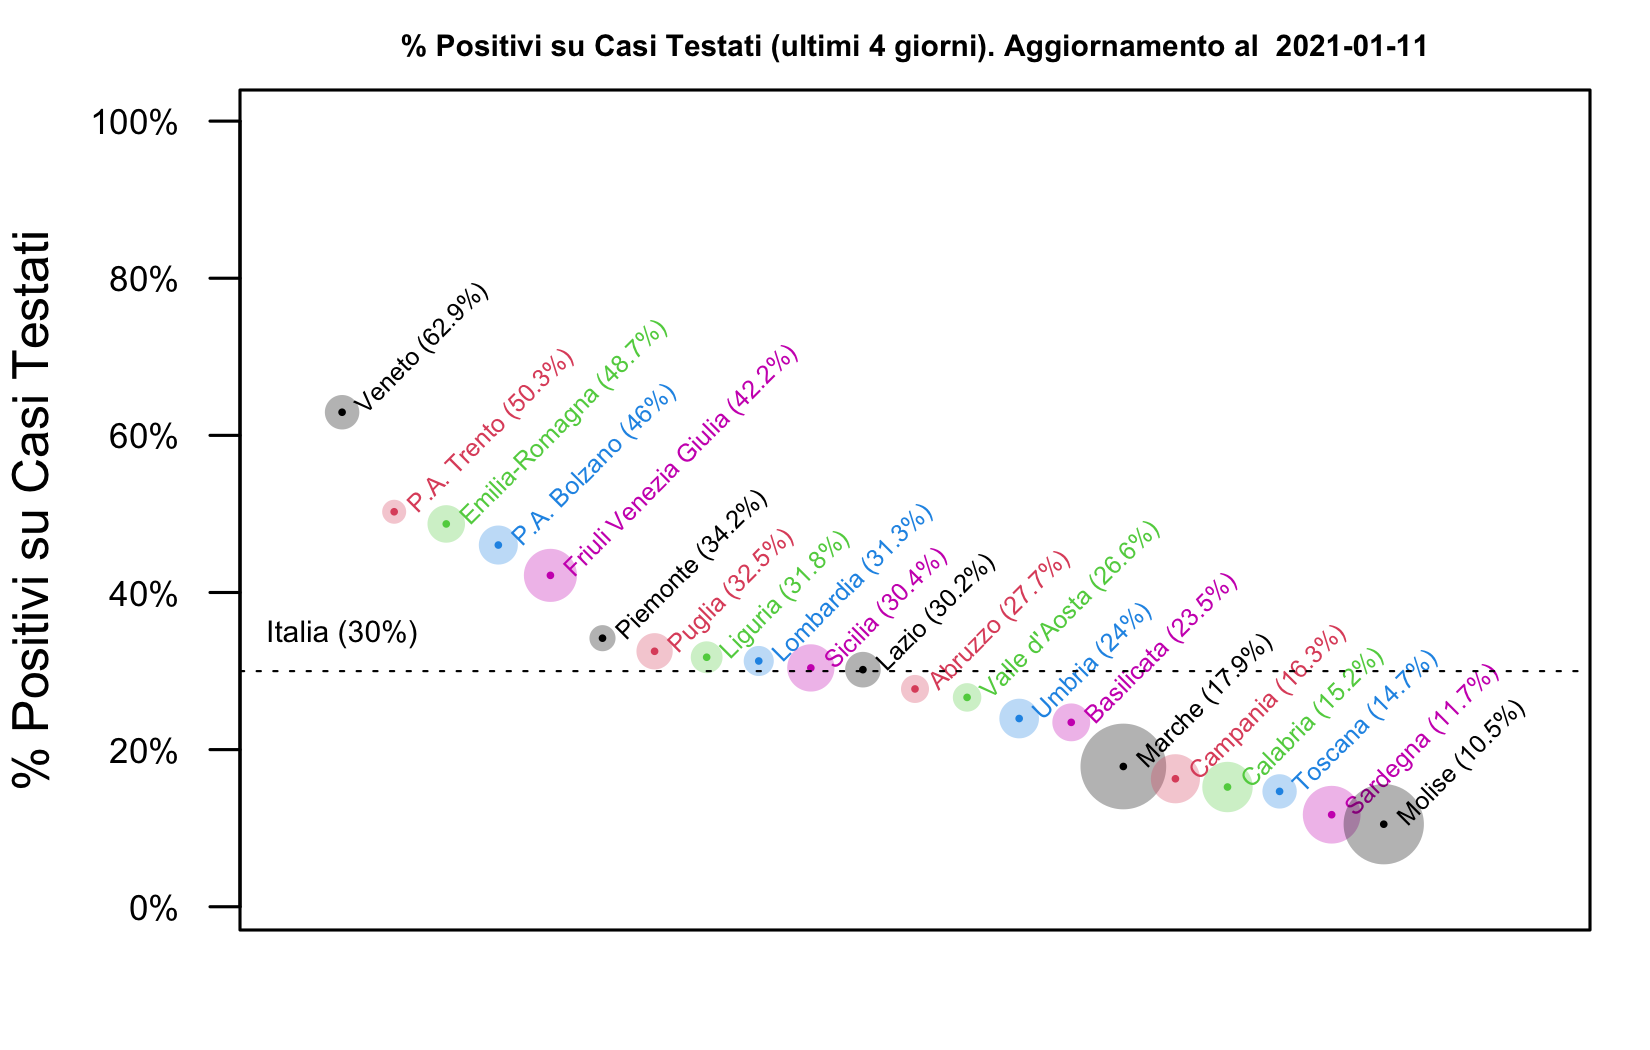 % Positivi su Casi Testati (ultimi 4 giorni). Aggiornamento al  2021-01-11
% Positivi su Casi Testati
100%
80%
60%
40%
20%
0%
Italia (30%)
Veneto (62.9%)
P.A. Trento (50.3%)
Emilia-Romagna (48.7%)
P.A. Bolzano (46%)
Friuli Venezia Giulia (42.2%)
Piemonte (34.2%)
Puglia (32.5%)
Liguria (31.8%)
Lombardia (31.3%)
Sicilia (30.4%)
Lazio (30.2%)
Abruzzo (27.7%)
Valle d'Aosta (26.6%)
Umbria (24%)
Basilicata (23.5%)
Marche (17.9%)
Campania (16.3%)
Calabria (15.2%)
Toscana (14.7%)
Sardegna (11.7%)
Molise (10.5%)